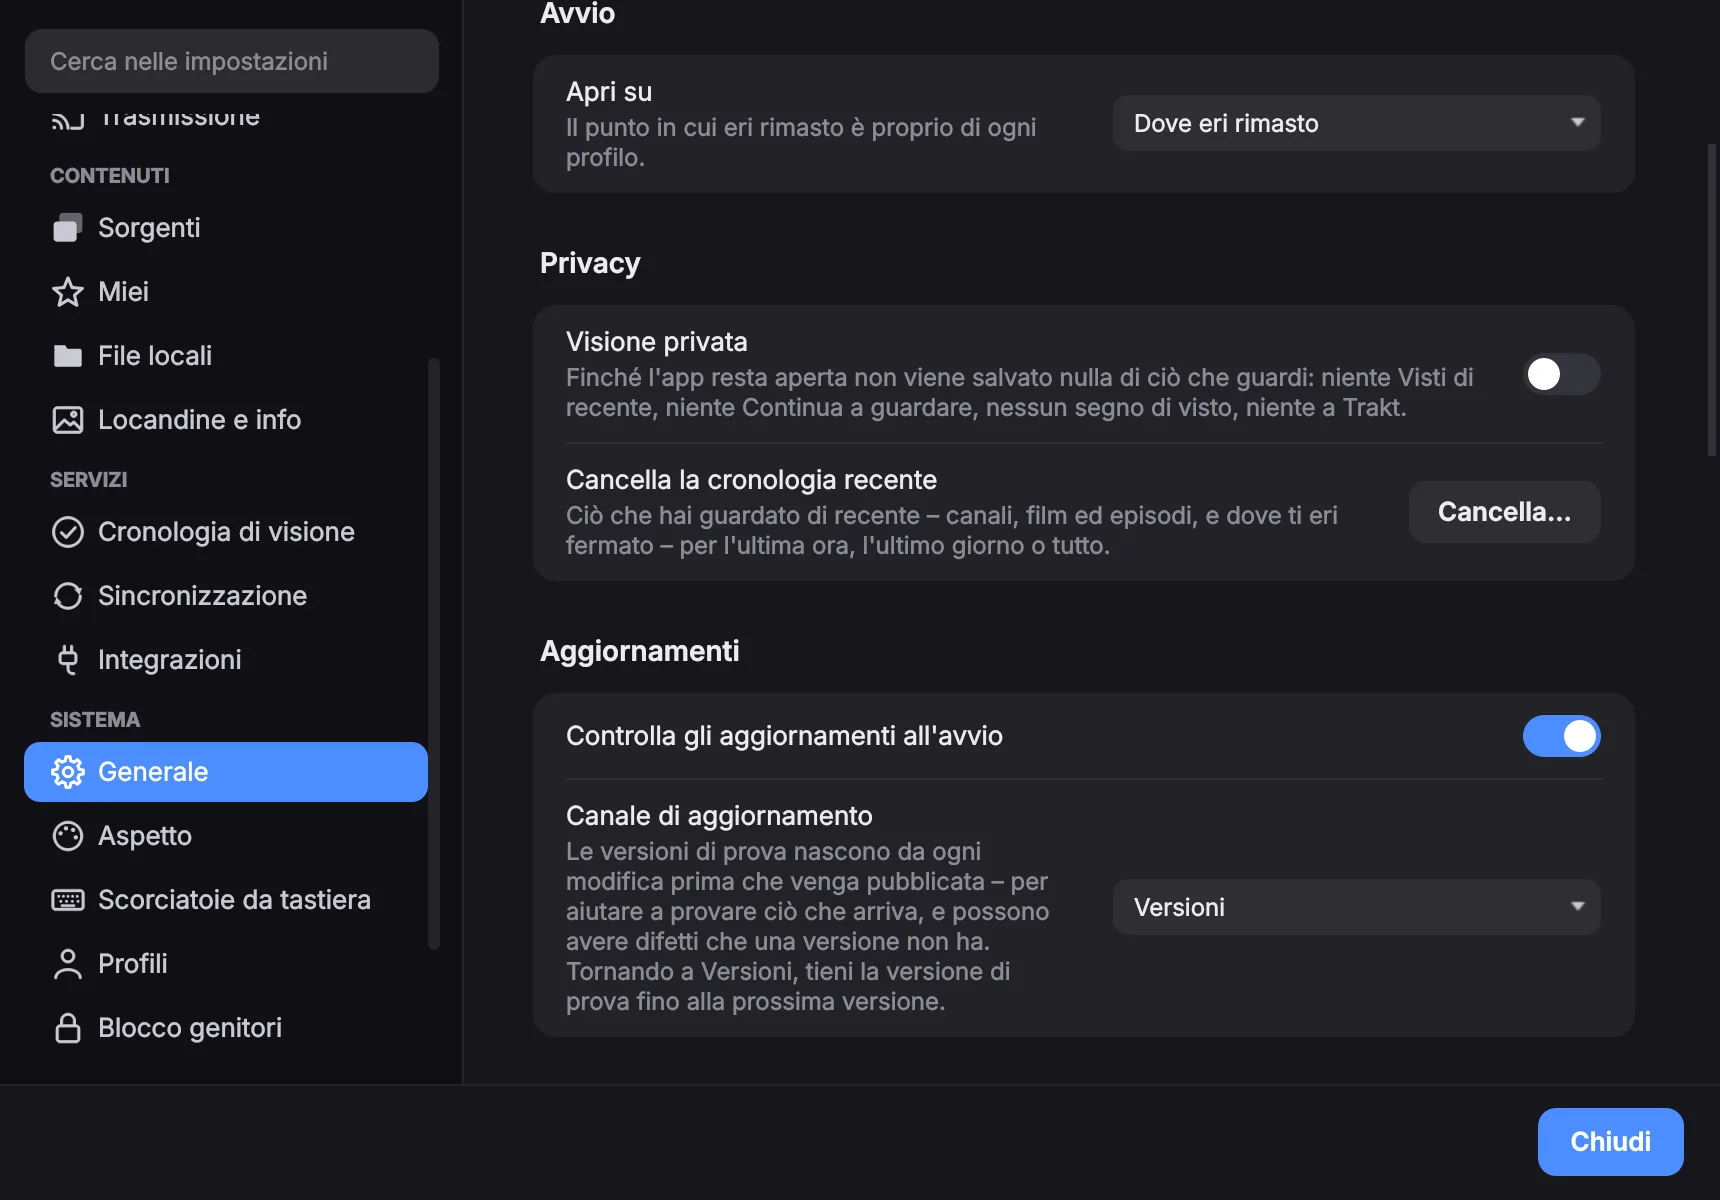 Cerca nelle impostazioni
Trasmissione
CONTENUTI
Sorgenti
Miei
File locali
Locandine e info
SERVIZI
Cronologia di visione
Sincronizzazione
Integrazioni
SISTEMA
Generale
Aspetto
Scorciatoie da tastiera
Profili
Blocco genitori
Avvio
Apri su
Il punto in cui eri rimasto è proprio di ogni
profilo.
Dove eri rimasto
Privacy
Visione privata
Finché l'app resta aperta non viene salvato nulla di ciò che guardi: niente Visti di
recente, niente Continua a guardare, nessun segno di visto, niente a Trakt.
Cancella la cronologia recente
Ciò che hai guardato di recente – canali, film ed episodi, e dove ti eri
fermato – per l'ultima ora, l'ultimo giorno o tutto.
Cancella...
Aggiornamenti
Controlla gli aggiornamenti all'avvio
Canale di aggiornamento
Le versioni di prova nascono da ogni
modifica prima che venga pubblicata – per
aiutare a provare ciò che arriva, e possono
avere difetti che una versione non ha.
Tornando a Versioni, tieni la versione di
prova fino alla prossima versione.
Versioni
Chiudi